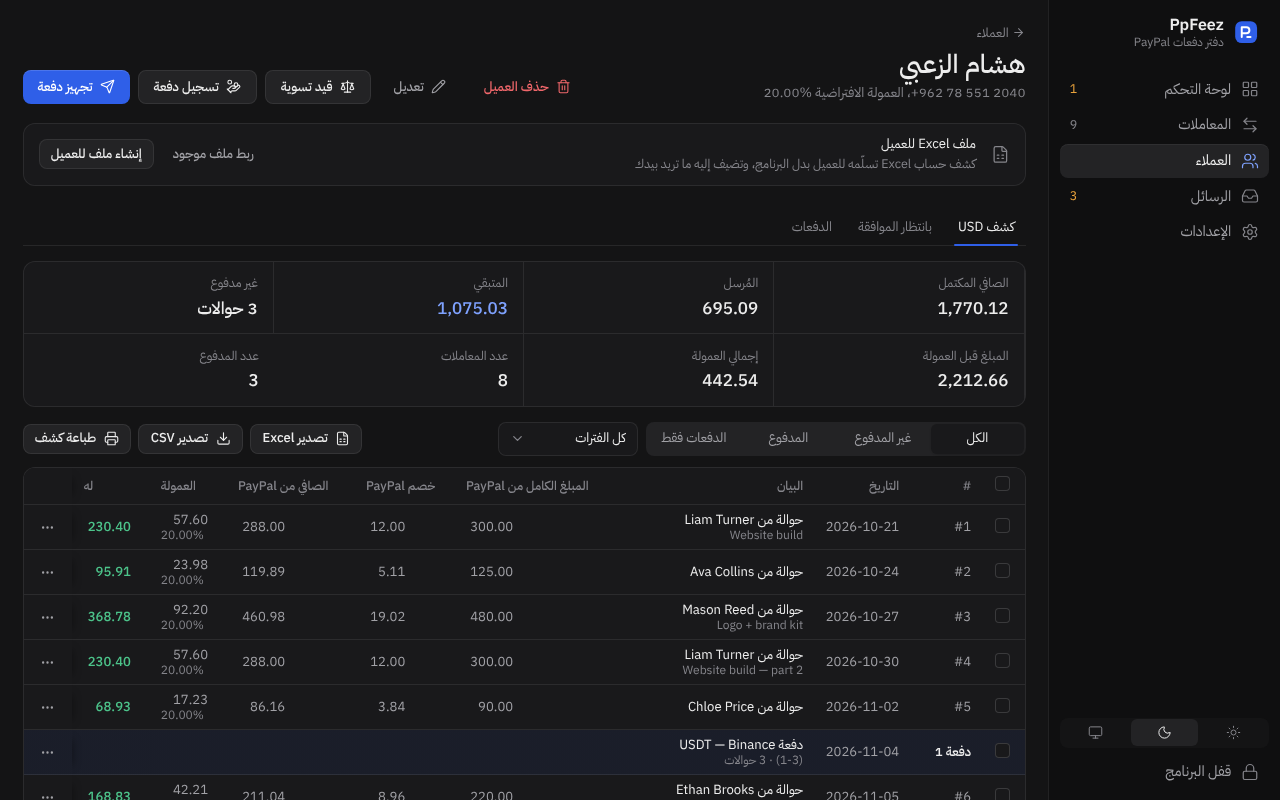 PpFeez
دفتر دفعات PayPal
لوحة التحكم 1
المعاملات 9
العملاء
الرسائل 3
الإعدادات
قفل البرنامج
→ العملاء
هشام الزعبي
+962 78 551 2040، العمولة الافتراضية 20.00%
حذف العميل
تعديل
قيد تسوية
تسجيل دفعة
تجهيز دفعة
ملف Excel للعميل
كشف حساب Excel تسلّمه للعميل بدل البرنامج، وتضيف إليه ما تريد بيدك
ربط ملف موجود
إنشاء ملف للعميل
كشف USD
بانتظار الموافقة
الدفعات
الصافي المكتمل
1,770.12
المُرسل
695.09
المتبقي
1,075.03
غير مدفوع
3 حوالات
المبلغ قبل العمولة
2,212.66
إجمالي العمولة
442.54
عدد المعاملات
8
عدد المدفوع
3
الكل
غير المدفوع
المدفوع
الدفعات فقط
كل الفترات
تصدير Excel
تصدير CSV
طباعة كشف
# التاريخ البيان المبلغ الكامل من PayPal خصم PayPal الصافي من PayPal العمولة له
#1 2026-10-21 حوالة من Liam Turner 300.00 12.00 288.00 57.60 230.40
Website build 20.00%
#2 2026-10-24 حوالة من Ava Collins 125.00 5.11 119.89 23.98 95.91
20.00%
#3 2026-10-27 حوالة من Mason Reed 480.00 19.02 460.98 92.20 368.78
Logo + brand kit 20.00%
#4 2026-10-30 حوالة من Liam Turner 300.00 12.00 288.00 57.60 230.40
Website build — part 2 20.00%
#5 2026-11-02 حوالة من Chloe Price 90.00 3.84 86.16 17.23 68.93
20.00%
دفعة 1 2026-11-04 دفعة USDT — Binance
(1-3) · 3 حوالات
#6 2026-11-05 حوالة من Ethan Brooks 220.00 8.96 211.04 42.21 168.83